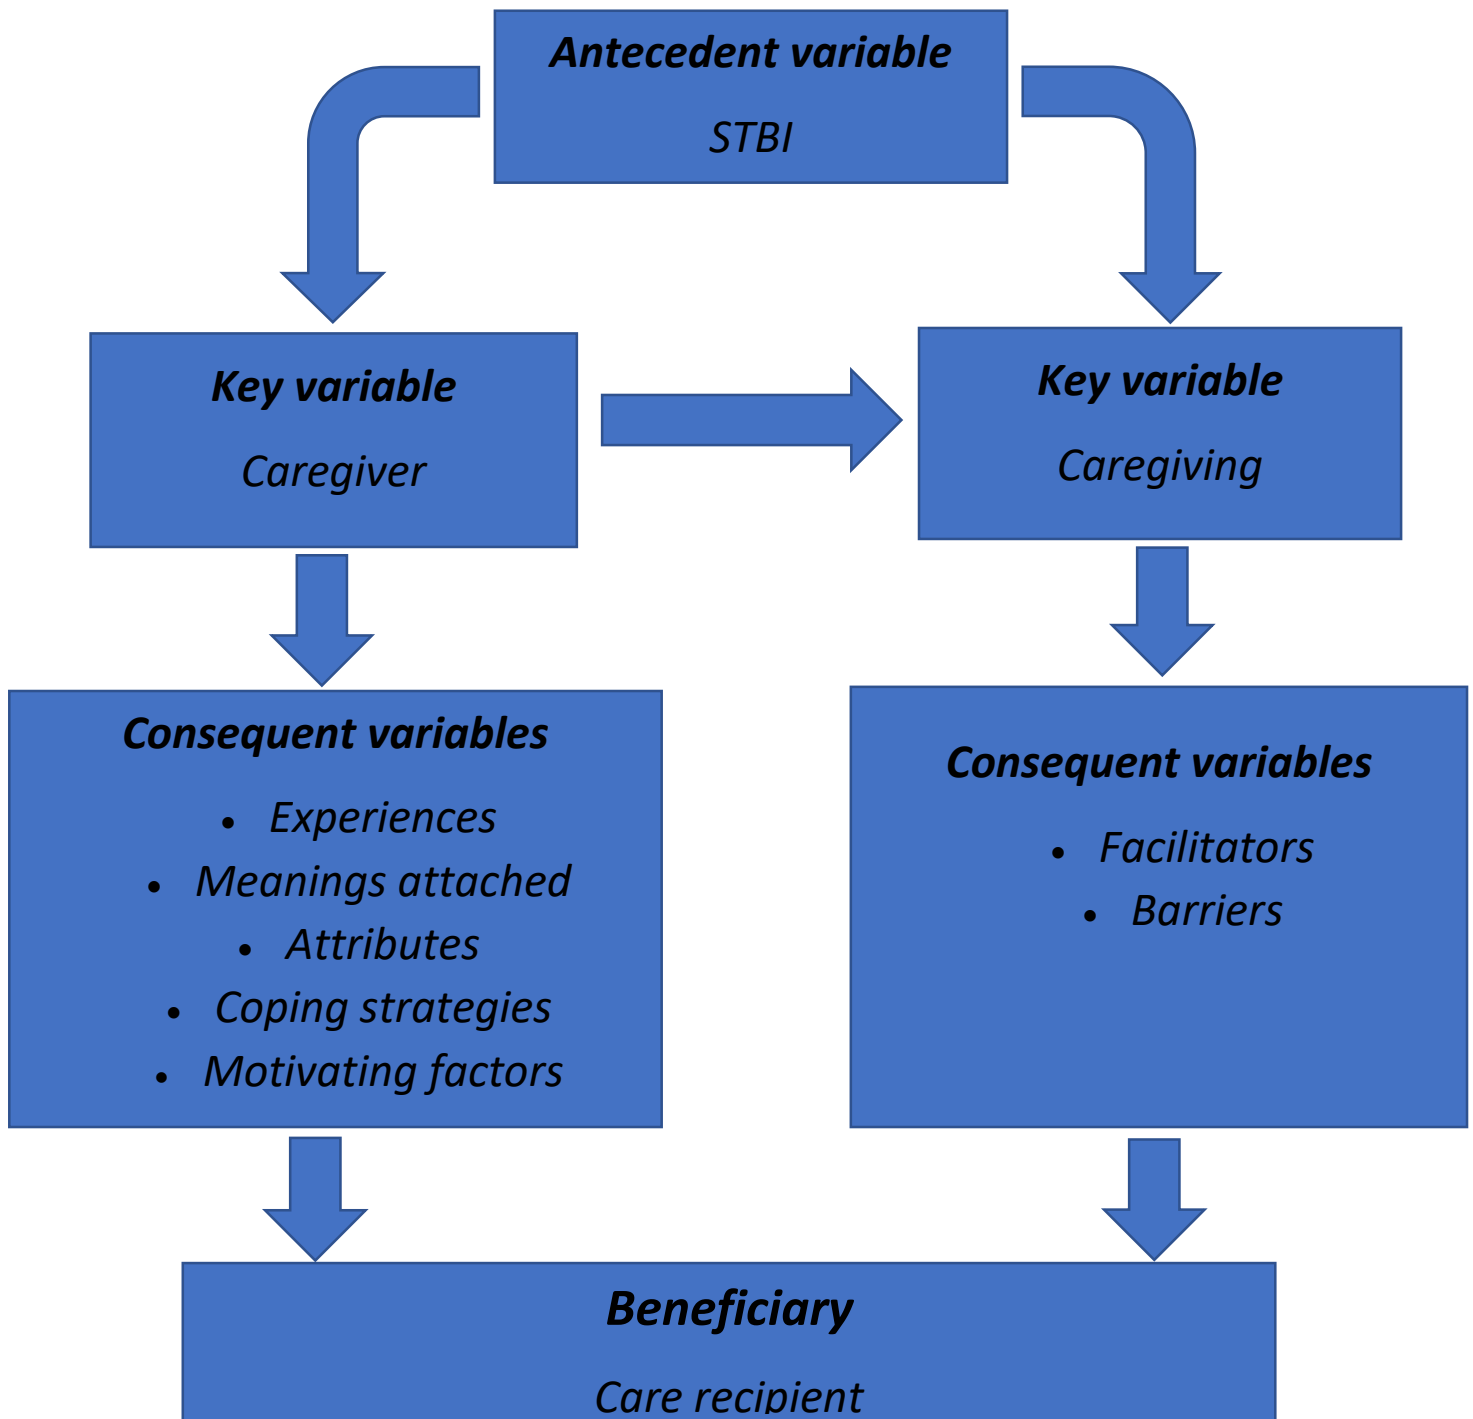 Antecedent variable
STBI
Key variable
Caregiver
Key variable
Caregiving
Consequent variables
• Experiences
• Meanings attached
• Attributes
• Coping strategies
• Motivating factors
Consequent variables
• Facilitators
• Barriers
Beneficiary
Care recipient